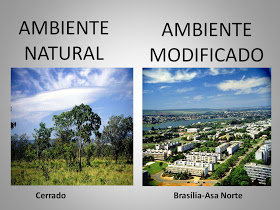 AMBIENTE
NATURAL
AMBIENTE
MODIFICADO
Cerrado
Brasília-Asa Norte